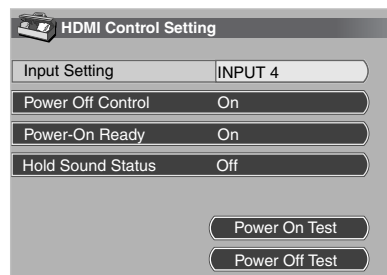 HDMI Control Setting
Input Setting INPUT 4
Power Off Control On
Power-On Ready On
Hold Sound Status Off
Power On Test
Power Off Test